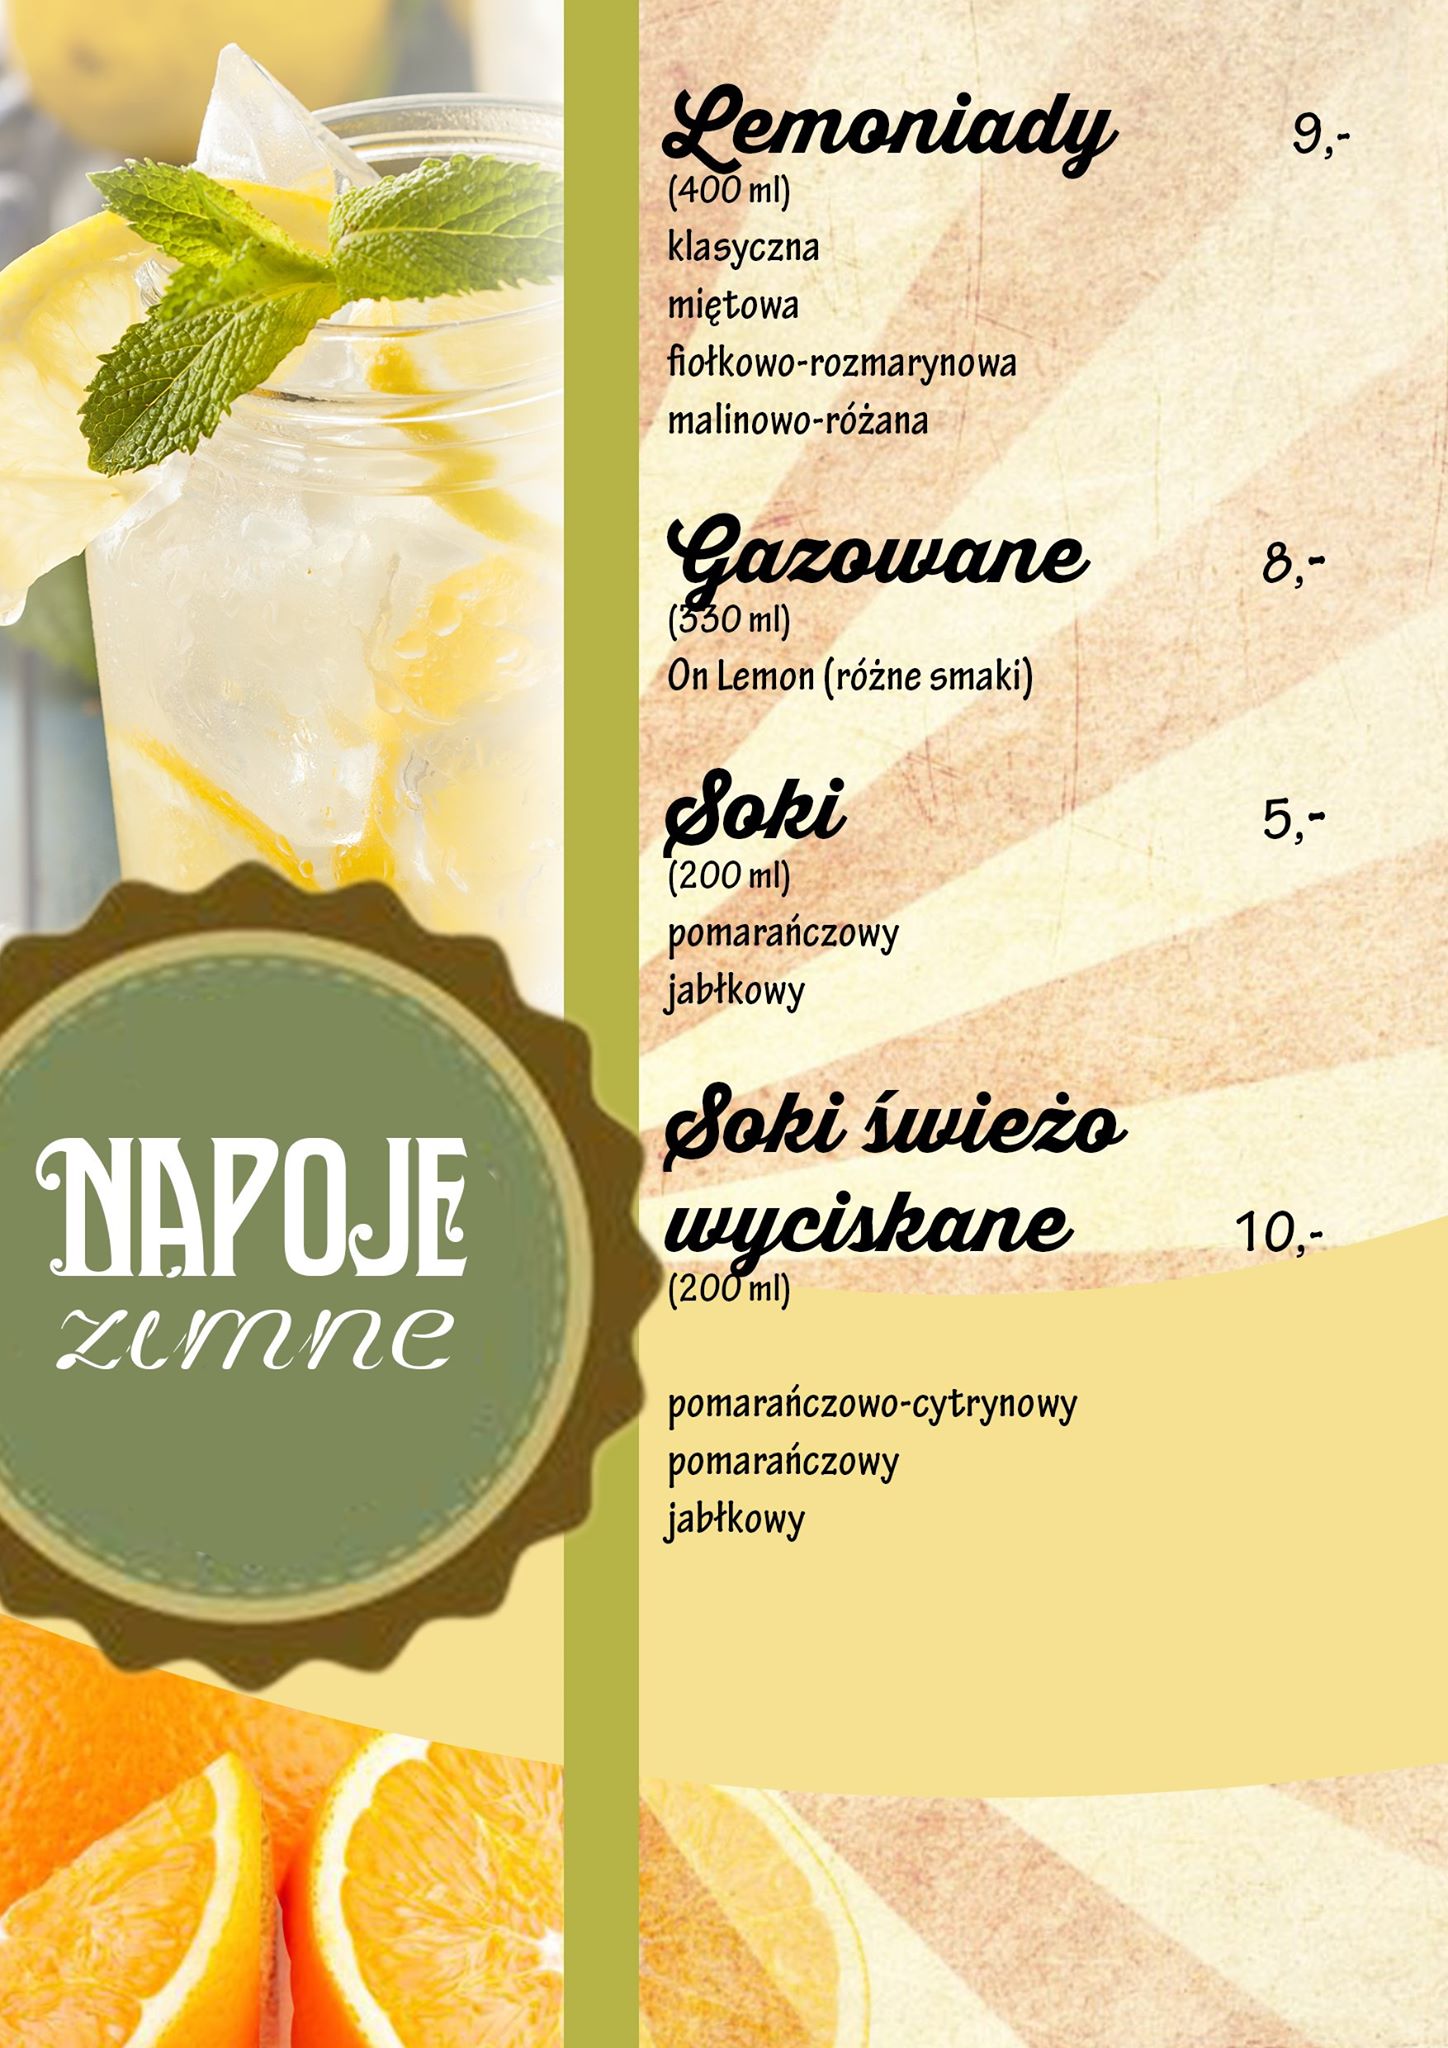 Lemoniady 9,-
(400 ml)
klasyczna
miętowa
fiołkowo-rozmarynowa
malinowo-różana
Gazowane 8,-
(330 ml)
On Lemon (różne smaki)
Soki 5,-
(200 ml)
pomarańczowy
jabłkowy
Soki świeżo
wyciskane 10,-
(200 ml)
pomarańczowo-cytrynowy
pomarańczowy
jabłkowy
NAPOJE
zimne